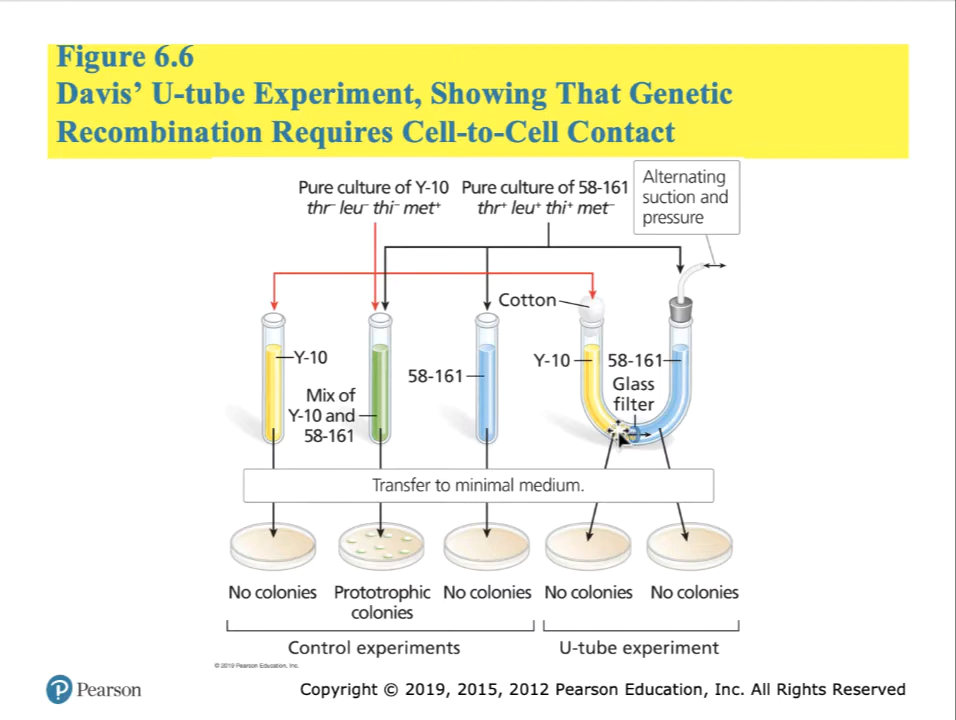 Figure 6.6
Davis’ U-tube Experiment, Showing That Genetic
Recombination Requires Cell-to-Cell Contact
Pure culture of Y-10
thr⁻ leu⁻ thi⁻ met⁺
Pure culture of 58-161
thr⁺ leu⁺ thi⁺ met⁻
Alternating
suction and
pressure
Cotton
Y-10
Mix of
Y-10 and
58-161
58-161
Y-10
58-161
Glass
filter
Transfer to minimal medium.
No colonies
Prototrophic
colonies
No colonies
No colonies
No colonies
Control experiments
U-tube experiment
© 2019 Pearson Education, Inc.
P Pearson
Copyright © 2019, 2015, 2012 Pearson Education, Inc. All Rights Reserved